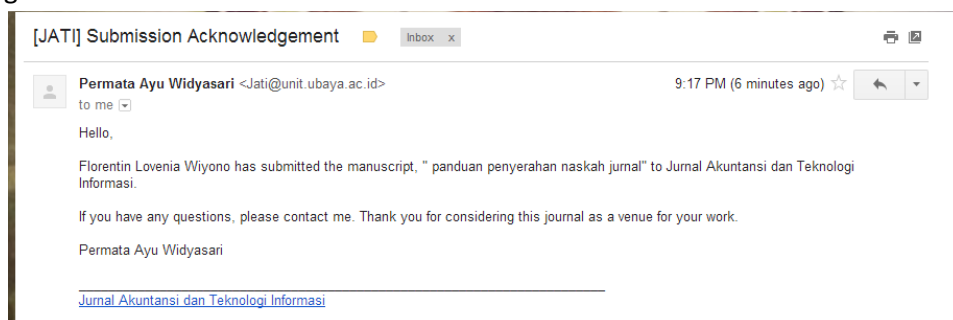 [JATI] Submission Acknowledgement Inbox x
Permata Ayu Widyasari <Jati@unit.ubaya.ac.id> 9:17 PM (6 minutes ago)
to me
Hello,
Florentin Lovenia Wiyono has submitted the manuscript, " panduan penyerahan naskah jurnal" to Jurnal Akuntansi dan Teknologi
Informasi.
If you have any questions, please contact me. Thank you for considering this journal as a venue for your work.
Permata Ayu Widyasari
Jurnal Akuntansi dan Teknologi Informasi